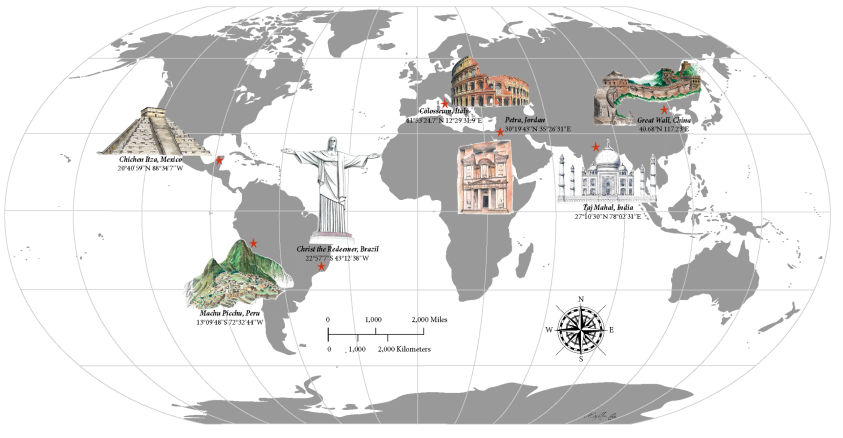 Colosseum, Italy
41°53'24.7"N 12°29'31.9"E
Petra, Jordan
30°19'43"N 35°26'31"E
Great Wall, China
40.68°N 117.23°E
Chichen Itza, Mexico
20°40'59"N 88°34'7"W
Taj Mahal, India
27°10'30"N 78°02'31"E
Christ the Redeemer, Brazil
22°57'7"S 43°12'38"W
Machu Picchu, Peru
13°09'48"S 72°32'44"W
0 1,000 2,000 Miles
0 1,000 2,000 Kilometers
N
W E
S